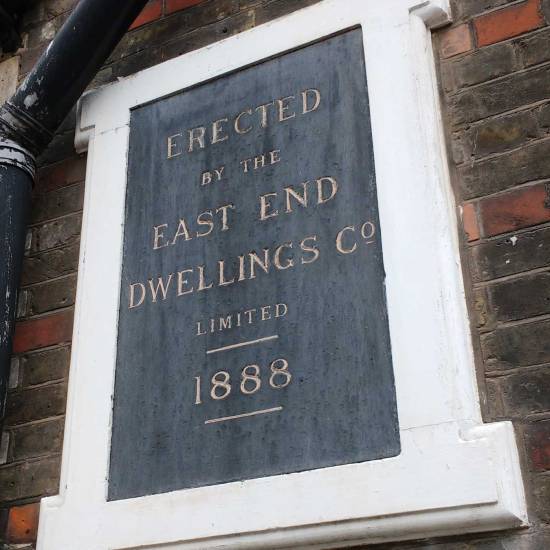 ERECTED
BY THE
EAST END
DWELLINGS Cº
LIMITED
1888